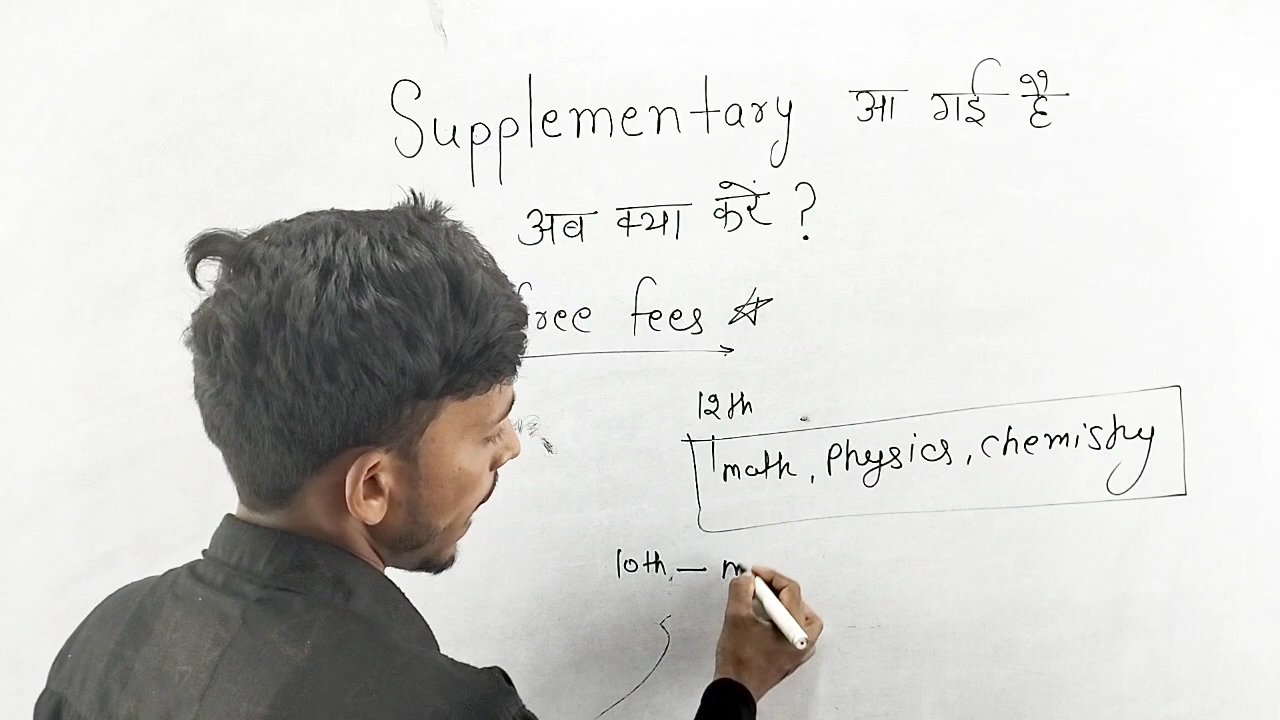 Supplementary आ गई है
अब क्या करें ?
free fees
12th
math, Physics, Chemistry
10th — m